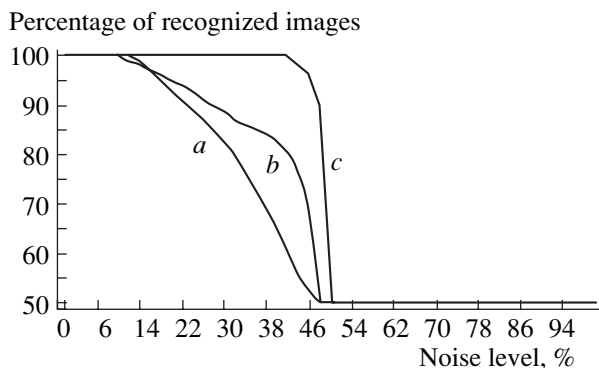 Percentage of recognized images
100
90
a
b
c
80
70
60
50
0 6 14 22 30 38 46 54 62 70 78 86 94
Noise level, %